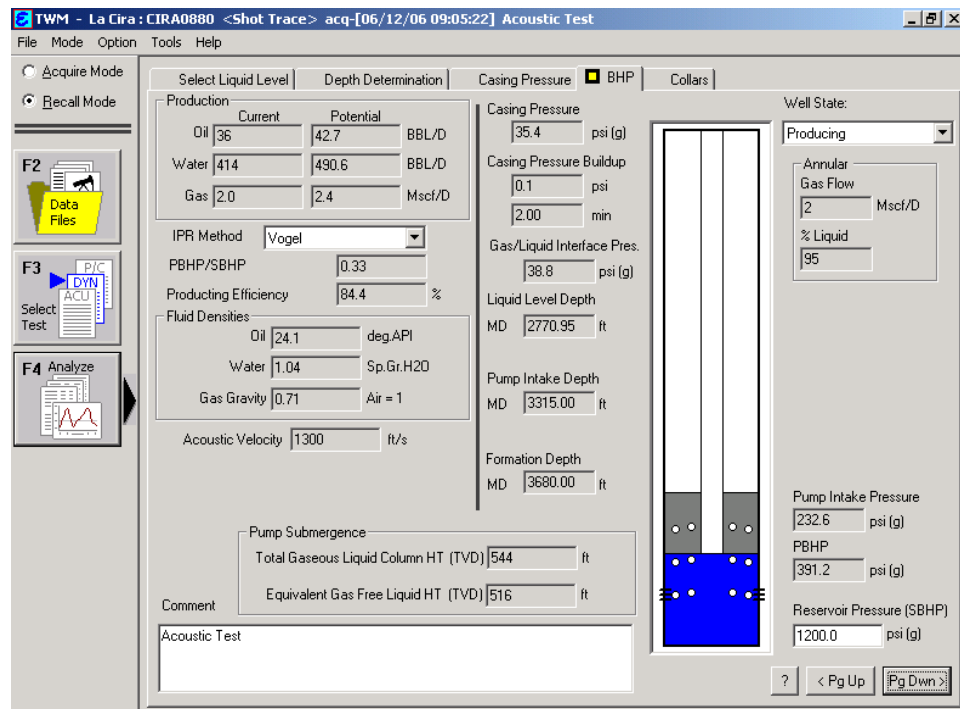 TWM - La Cira : CIRA0880 <Shot Trace> acq-[06/12/06 09:05:22] Acoustic Test
File Mode Option Tools Help
Acquire Mode
Recall Mode
F2
Data
Files
F3
P/C
DYN
ACU
Select
Test
F4 Analyze
Select Liquid Level
Depth Determination
Casing Pressure
BHP
Collars
Production
Current Potential
Oil 36 42.7 BBL/D
Water 414 490.6 BBL/D
Gas 2.0 2.4 Mscf/D
IPR Method Vogel
PBHP/SBHP 0.33
Producting Efficiency 84.4 %
Fluid Densities
Oil 24.1 deg.API
Water 1.04 Sp.Gr.H2O
Gas Gravity 0.71 Air = 1
Acoustic Velocity 1300 ft/s
Casing Pressure
35.4 psi (g)
Casing Pressure Buildup
0.1 psi
2.00 min
Gas/Liquid Interface Pres.
38.8 psi (g)
Liquid Level Depth
MD 2770.95 ft
Pump Intake Depth
MD 3315.00 ft
Formation Depth
MD 3680.00 ft
Pump Submergence
Total Gaseous Liquid Column HT (TVD) 544 ft
Equivalent Gas Free Liquid HT (TVD) 516 ft
Comment
Acoustic Test
Well State:
Producing
Annular
Gas Flow
2 Mscf/D
% Liquid
95
Pump Intake Pressure
232.6 psi (g)
PBHP
391.2 psi (g)
Reservoir Pressure (SBHP)
1200.0 psi (g)
? < Pg Up Pg Dwn >